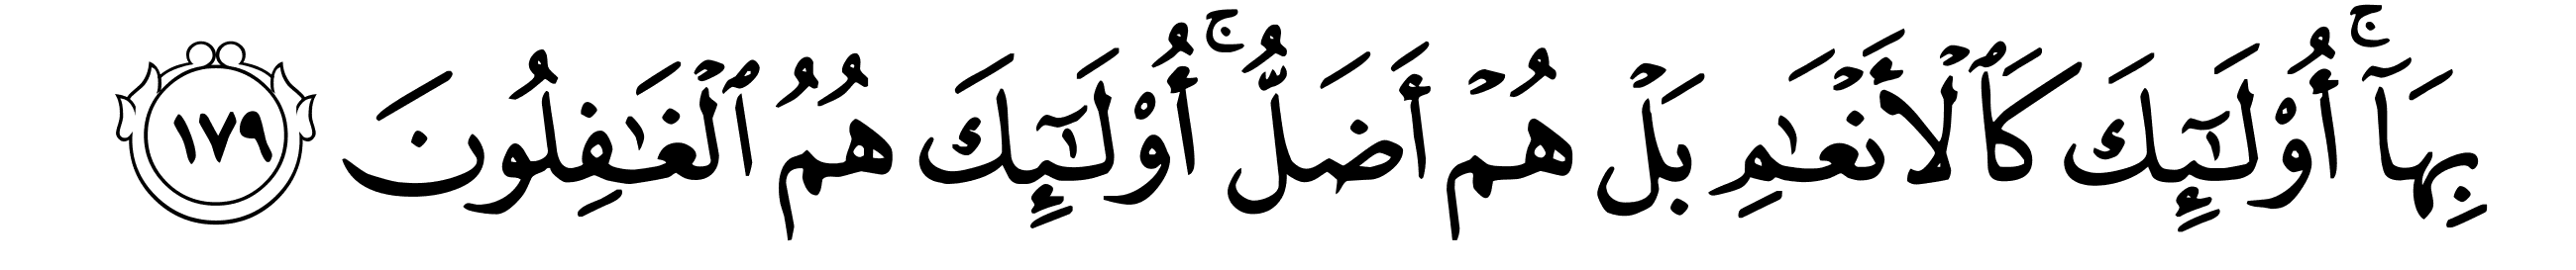 بِهَآۚ أُوْلَـٰٓئِكَ كَٱلۡأَنۡعَـٰمِ بَلۡ هُمۡ أَضَلُّۚ أُوْلَـٰٓئِكَ هُمُ ٱلۡغَـٰفِلُونَ ١٧٩